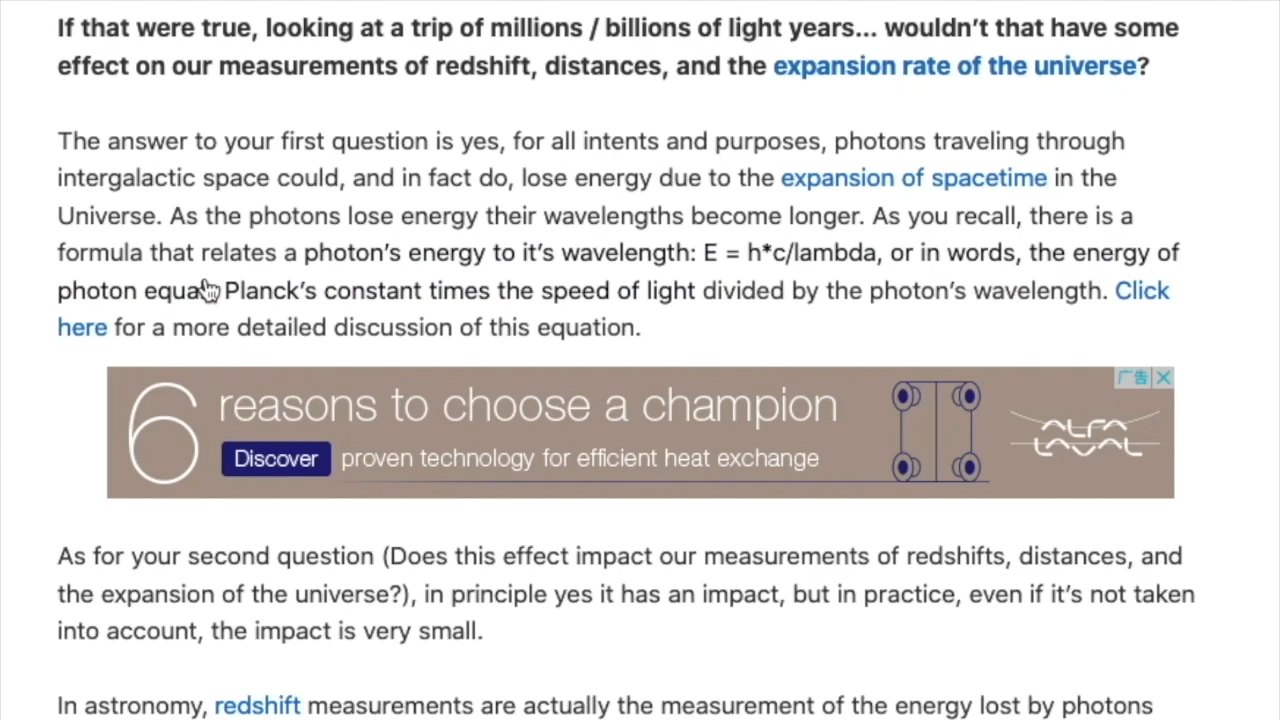 If that were true, looking at a trip of millions / billions of light years... wouldn't that have some
effect on our measurements of redshift, distances, and the expansion rate of the universe?
The answer to your first question is yes, for all intents and purposes, photons traveling through
intergalactic space could, and in fact do, lose energy due to the expansion of spacetime in the
Universe. As the photons lose energy their wavelengths become longer. As you recall, there is a
formula that relates a photon's energy to it's wavelength: E = h*c/lambda, or in words, the energy of
photon Planck's constant times the speed of light divided by the photon's wavelength. Click
here for a more detailed discussion of this equation.
6 reasons to choose a champion
Discover proven technology for efficient heat exchange
ALFA
LAVAL
广告
As for your second question (Does this effect impact our measurements of redshifts, distances, and
the expansion of the universe?), in principle yes it has an impact, but in practice, even if it's not taken
into account, the impact is very small.
In astronomy, redshift measurements are actually the measurement of the energy lost by photons